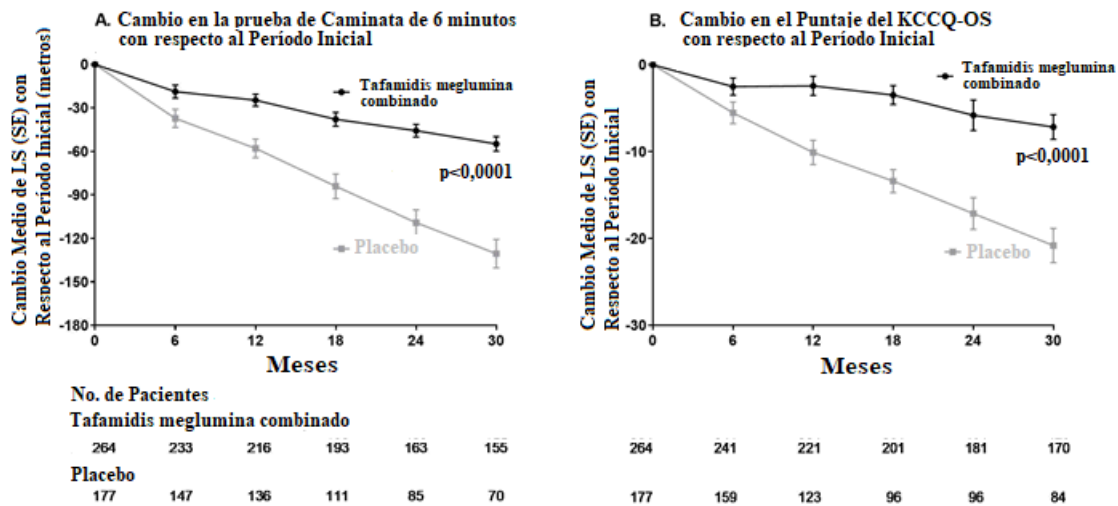 A. Cambio en la prueba de Caminata de 6 minutos
con respecto al Período Inicial
Cambio Medio de LS (SE) con
Respecto al Período Inicial (metros)
0
-30
-60
-90
-120
-150
-180
Tafamidis meglumina
combinado
p<0,0001
Placebo
0 6 12 18 24 30
Meses
B. Cambio en el Puntaje del KCCQ-OS
con respecto al Período Inicial
Cambio Medio de LS (SE) con
Respecto al Período Inicial
0
-10
-20
-30
Tafamidis meglumina
combinado
p<0,0001
Placebo
0 6 12 18 24 30
Meses
No. de Pacientes
Tafamidis meglumina combinado
264 233 216 193 163 155
264 241 221 201 181 170
Placebo
177 147 136 111 85 70
177 159 123 96 96 84